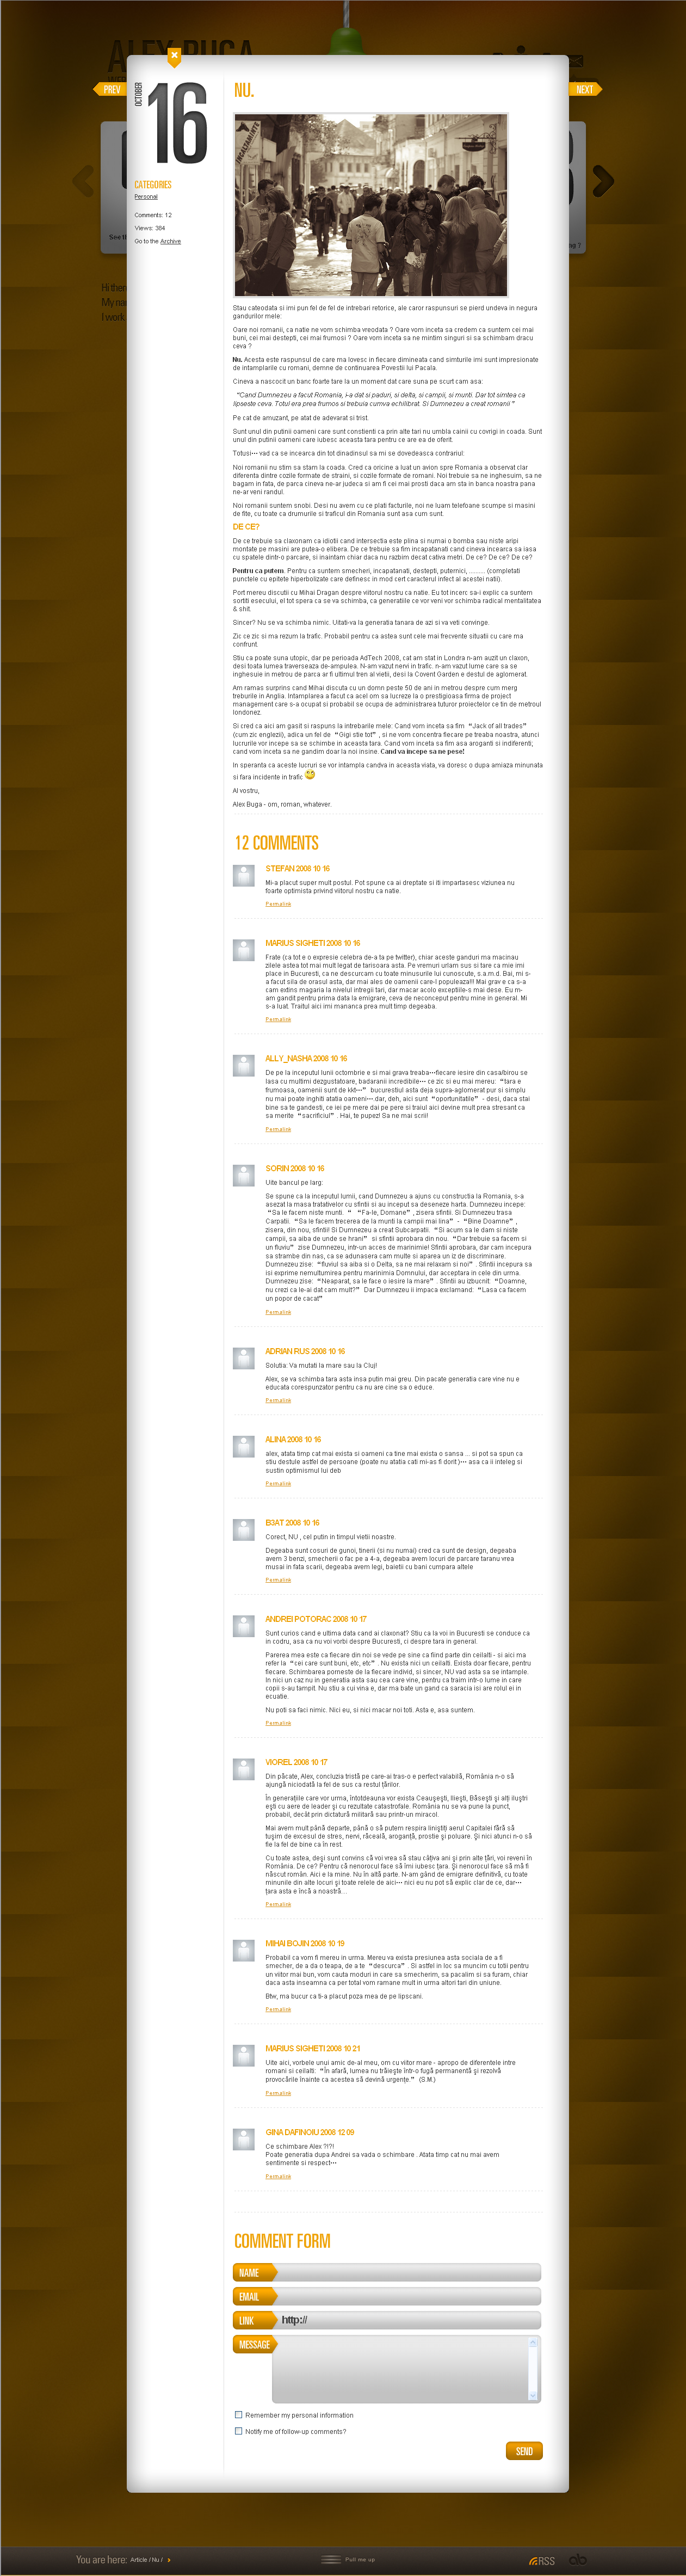 ALEX BUGA
PREV
NEXT
OCTOBER
16
CATEGORIES
Personal
Comments: 12
Views: 384
Go to the Archive
Hi ther
My na
I work
NU.
Stau cateodata si imi pun fel de fel de intrebari retorice, ale caror raspunsuri se pierd undeva in negura
gandurilor mele:
Oare noi romanii, ca natie ne vom schimba vreodata ? Oare vom inceta sa credem ca suntem cei mai
buni, cei mai destepti, cei mai frumosi ? Oare vom inceta sa ne mintim singuri si sa schimbam dracu
ceva ?
Nu. Acesta este raspunsul de care ma lovesc in fiecare dimineata cand simturile imi sunt impresionate
de intamplarile cu romani, demne de continuarea Povestii lui Pacala.
Cineva a nascocit un banc foarte tare la un moment dat care suna pe scurt cam asa:
“Cand Dumnezeu a facut Romania, i-a dat si paduri, si delta, si campii, si munti. Dar tot simtea ca
lipseste ceva. Totul era prea frumos si trebuia cumva echilibrat. Si Dumnezeu a creat romanii ”
Pe cat de amuzant, pe atat de adevarat si trist.
Sunt unul din putinii oameni care sunt constienti ca prin alte tari nu umbla cainii cu covrigi in coada. Sunt
unul din putinii oameni care iubesc aceasta tara pentru ce are ea de oferit.
Totusi··· vad ca se incearca din tot dinadinsul sa mi se dovedeasca contrariul:
Noi romanii nu stim sa stam la coada. Cred ca oricine a luat un avion spre Romania a observat clar
diferenta dintre cozile formate de straini, si cozile formate de romani. Noi trebuie sa ne inghesuim, sa ne
bagam in fata, de parca cineva ne-ar judeca si am fi cei mai prosti daca am sta in banca noastra pana
ne-ar veni randul.
Noi romanii suntem snobi. Desi nu avem cu ce plati facturile, noi ne luam telefoane scumpe si masini
de fite, cu toate ca drumurile si traficul din Romania sunt asa cum sunt.
DE CE?
De ce trebuie sa claxonam ca idiotii cand intersectia este plina si numai o bomba sau niste aripi
montate pe masini are putea-o elibera. De ce trebuie sa fim incapatanati cand cineva incearca sa iasa
cu spatele dintr-o parcare, si inaintam chiar daca nu razbim decat cativa metri. De ce? De ce? De ce?
Pentru ca putem. Pentru ca suntem smecheri, incapatanati, destepti, puternici, ......... (completati
punctele cu epitete hiperbolizate care definesc in mod cert caracterul infect al acestei natii).
Port mereu discutii cu Mihai Dragan despre viitorul nostru ca natie. Eu tot incerc sa-i explic ca suntem
sortiti esecului, el tot spera ca se va schimba, ca generatiile ce vor veni vor schimba radical mentalitatea
& shit.
Sincer? Nu se va schimba nimic. Uitati-va la generatia tanara de azi si va veti convinge.
Zic ce zic si ma rezum la trafic. Probabil pentru ca astea sunt cele mai frecvente situatii cu care ma
confrunt.
Stiu ca poate suna utopic, dar pe perioada AdTech 2008, cat am stat in Londra n-am auzit un claxon,
desi toata lumea traverseaza de-ampulea. N-am vazut nervi in trafic. n-am vazut lume care sa se
inghesuie in metrou de parca ar fi ultimul tren al vietii, desi la Covent Garden e destul de aglomerat.
Am ramas surprins cand Mihai discuta cu un domn peste 50 de ani in metrou despre cum merg
treburile in Anglia. Intamplarea a facut ca acel om sa lucreze la o prestigioasa firma de project
management care s-a ocupat si probabil se ocupa de administrarea tuturor proiectelor ce tin de metroul
londonez.
Si cred ca aici am gasit si raspuns la intrebarile mele: Cand vom inceta sa fim “Jack of all trades”
(cum zic englezii), adica un fel de “Gigi stie tot” , si ne vom concentra fiecare pe treaba noastra, atunci
lucrurile vor incepe sa se schimbe in aceasta tara. Cand vom inceta sa fim asa aroganti si indiferenti;
cand vom inceta sa ne gandim doar la noi insine. Cand va incepe sa ne pese!
In speranta ca aceste lucruri se vor intampla candva in aceasta viata, va doresc o dupa amiaza minunata
si fara incidente in trafic
Al vostru,
Alex Buga - om, roman, whatever.
12 COMMENTS
STEFAN 2008 10 16
Mi-a placut super mult postul. Pot spune ca ai dreptate si iti impartasesc viziunea nu
foarte optimista privind viitorul nostru ca natie.
Permalink
MARIUS SIGHETI 2008 10 16
Frate (ca tot e o expresie celebra de-a ta pe twitter), chiar aceste ganduri ma macinau
zilele astea tot mai mult legat de tarisoara asta. Pe vremuri urlam sus si tare ca mie imi
place in Bucuresti, ca ne descurcam cu toate minusurile lui cunoscute, s.a.m.d. Bai, mi s-
a facut sila de orasul asta, dar mai ales de oamenii care-l populeaza!!! Mai grav e ca s-a
cam extins magaria la nivelul intregii tari, dar macar acolo exceptiile-s mai dese. Eu m-
am gandit pentru prima data la emigrare, ceva de neconceput pentru mine in general. Mi
s-a luat. Traitul aici imi mananca prea mult timp degeaba.
Permalink
ALLY_NASHA 2008 10 16
De pe la inceputul lunii octombrie e si mai grava treaba···fiecare iesire din casa/birou se
lasa cu multimi dezgustatoare, badaranii incredibile··· ce zic si eu mai mereu: “tara e
frumoasa, oamenii sunt de kkt···” bucurestiul asta deja supra-aglomerat pur si simplu
nu mai poate inghiti atatia oameni···.dar, deh, aici sunt “oportunitatile” - desi, daca stai
bine sa te gandesti, ce iei pe mere dai pe pere si traiul aici devine mult prea stresant ca
sa merite “sacrificiul” . Hai, te pupez! Sa ne mai scrii!
Permalink
SORIN 2008 10 16
Uite bancul pe larg:
Se spune ca la inceputul lumii, cand Dumnezeu a ajuns cu constructia la Romania, s-a
asezat la masa tratativelor cu sfintii si au inceput sa deseneze harta. Dumnezeu incepe:
“Sa le facem niste munti. “ “Fa-le, Domane” , zisera sfintii. Si Dumnezeu trasa
Carpatii. “Sa le facem trecerea de la munti la campii mai lina” - “Bine Doamne” ,
zisera, din nou, sfintii! Si Dumnezeu a creat Subcarpatii. “Si acum sa le dam si niste
campii, sa aiba de unde se hrani” si sfintii aprobara din nou. “Dar trebuie sa facem si
un fluviu” zise Dumnezeu, intr-un acces de marinimie! Sfintii aprobara, dar cam incepura
sa strambe din nas, ca se adunasera cam multe si aparea un iz de discriminare.
Dumnezeu zise: “fluviul sa aiba si o Delta, sa ne mai relaxam si noi” . Sfintii incepura sa
isi exprime nemultumirea pentru marinimia Domnului, dar acceptara in cele din urma.
Dumnezeu zise: “Neaparat, sa le face o iesire la mare” . Sfintii au izbucnit: “Doamne,
nu crezi ca le-ai dat cam mult?” Dar Dumnezeu ii impaca exclamand: “Lasa ca facem
un popor de cacat”
Permalink
ADRIAN RUS 2008 10 16
Solutia: Va mutati la mare sau la Cluj!
Alex, se va schimba tara asta insa putin mai greu. Din pacate generatia care vine nu e
educata corespunzator pentru ca nu are cine sa o educe.
Permalink
ALINA 2008 10 16
alex, atata timp cat mai exista si oameni ca tine mai exista o sansa ... si pot sa spun ca
stiu destule astfel de persoane (poate nu atatia cati mi-as fi dorit )··· asa ca ii inteleg si
sustin optimismul lui deb
Permalink
B3AT 2008 10 16
Corect, NU , cel putin in timpul vietii noastre.
Degeaba sunt cosuri de gunoi, tinerii (si nu numai) cred ca sunt de design, degeaba
avem 3 benzi, smecherii o fac pe a 4-a, degeaba avem locuri de parcare taranu vrea
musai in fata scarii, degeaba avem legi, baietii cu bani cumpara altele
Permalink
ANDREI POTORAC 2008 10 17
Sunt curios cand e ultima data cand ai claxonat? Stiu ca la voi in Bucuresti se conduce ca
in codru, asa ca nu voi vorbi despre Bucuresti, ci despre tara in general.
Parerea mea este ca fiecare din noi se vede pe sine ca fiind parte din ceilalti - si aici ma
refer la “cei care sunt buni, etc, etc” . Nu exista nici un ceilalti. Exista doar fiecare, pentru
fiecare. Schimbarea porneste de la fiecare individ, si sincer, NU vad asta sa se intample.
In nici un caz nu in generatia asta sau cea care vine, pentru ca traim intr-o lume in care
copii s-au tampit. Nu stiu a cui vina e, dar ma bate un gand ca saracia isi are rolul ei in
ecuatie.
Nu poti sa faci nimic. Nici eu, si nici macar noi toti. Asta e, asa suntem.
Permalink
VIOREL 2008 10 17
Din păcate, Alex, concluzia tristă pe care-ai tras-o e perfect valabilă, România n-o să
ajungă niciodată la fel de sus ca restul țărilor.
În generațiile care vor urma, întotdeauna vor exista Ceaușești, Iliești, Băsești și alți iluștri
ești cu aere de leader și cu rezultate catastrofale. România nu se va pune la punct,
probabil, decât prin dictatură militară sau printr-un miracol.
Mai avem mult până departe, până o să putem respira liniștiți aerul Capitalei fără să
tușim de excesul de stres, nervi, răceală, aroganță, prostie și poluare. Și nici atunci n-o să
fie la fel de bine ca în rest.
Cu toate astea, deși sunt convins că voi vrea să stau câțiva ani și prin alte țări, voi reveni în
România. De ce? Pentru că nenorocul face să îmi iubesc țara. Și nenorocul face să mă fi
născut român. Aici e la mine. Nu în altă parte. N-am gând de emigrare definitivă, cu toate
minunile din alte locuri și toate relele de aici··· nici eu nu pot să explic clar de ce, dar···
țara asta e încă a noastră...
Permalink
MIHAI BOJIN 2008 10 19
Probabil ca vom fi mereu in urma. Mereu va exista presiunea asta sociala de a fi
smecher, de a da o teapa, de a te “descurca” . Si astfel in loc sa muncim cu totii pentru
un viitor mai bun, vom cauta moduri in care sa smecherim, sa pacalim si sa furam, chiar
daca asta inseamna ca per total vom ramane mult in urma altori tari din uniune.
Btw, ma bucur ca ti-a placut poza mea de pe lipscani.
Permalink
MARIUS SIGHETI 2008 10 21
Uite aici, vorbele unui amic de-al meu, om cu viitor mare - apropo de diferentele intre
romani si ceilalti: “În afară, lumea nu trăiește într-o fugă permanentă și rezolvă
provocările înainte ca acestea să devină urgențe.” (S.M.)
Permalink
GINA DAFINOIU 2008 12 09
Ce schimbare Alex ?!?!
Poate generatia dupa Andrei sa vada o schimbare . Atata timp cat nu mai avem
sentimente si respect···
Permalink
COMMENT FORM
NAME
EMAIL
LINK http://
MESSAGE
Remember my personal information
Notify me of follow-up comments?
SEND
You are here: Article / Nu /
Pull me up
RSS